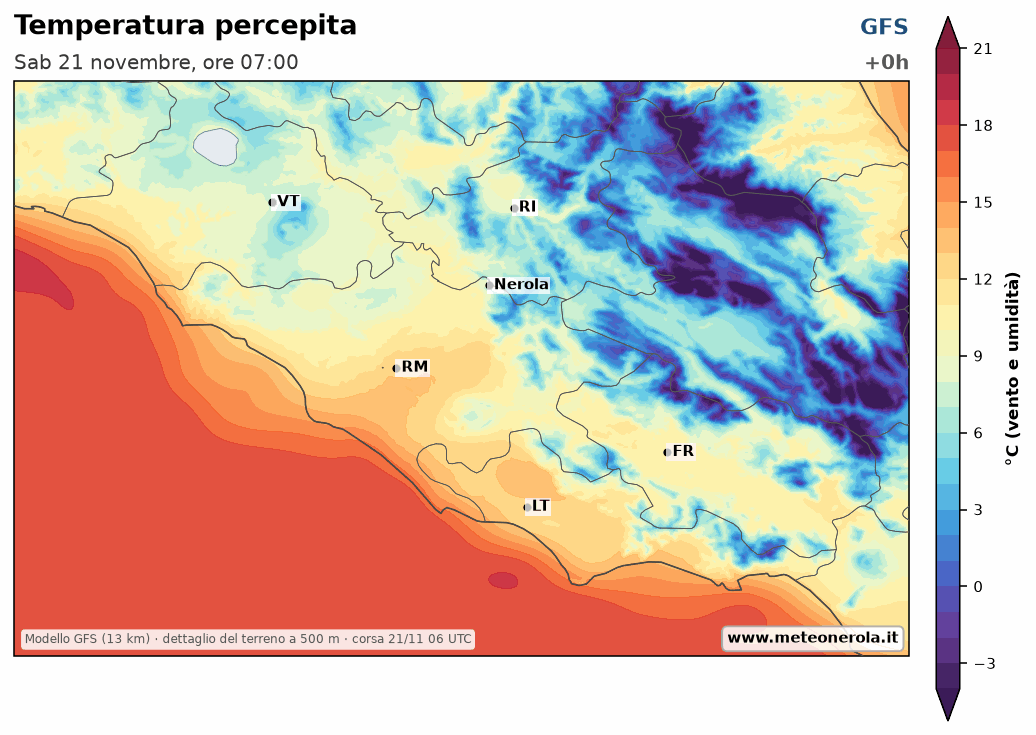 Temperatura percepita
GFS
Sab 21 novembre, ore 07:00
+0h
21
18
15
12
9
6
3
0
−3
°C (vento e umidità)
VT
RI
Nerola
RM
FR
LT
Modello GFS (13 km) · dettaglio del terreno a 500 m · corsa 21/11 06 UTC
www.meteonerola.it